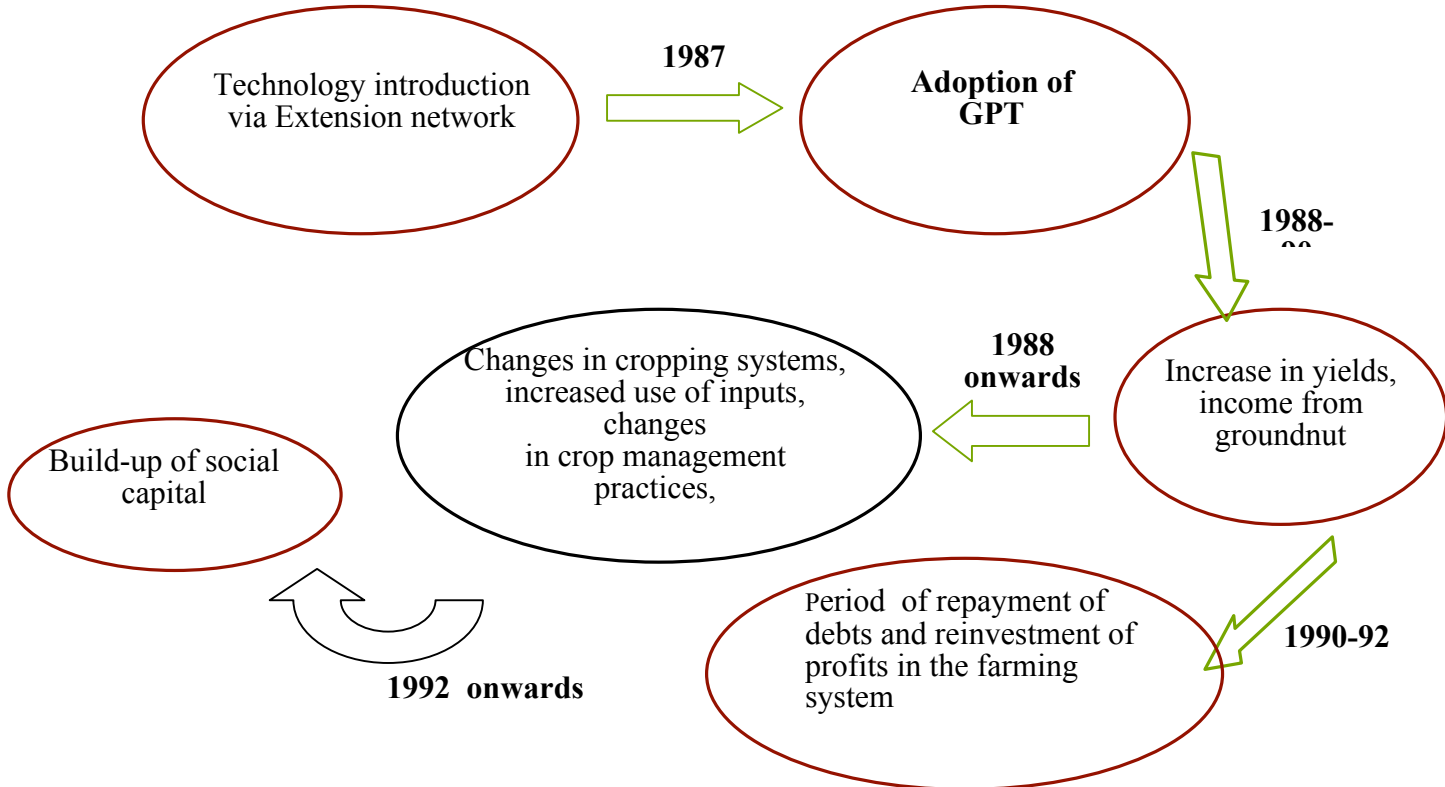 Technology introduction
via Extension network
1987
Adoption of
GPT
1988-
Increase in yields,
income from
groundnut
1988
onwards
Changes in cropping systems,
increased use of inputs,
changes
in crop management
practices,
Build-up of social
capital
Period of repayment of
debts and reinvestment of
profits in the farming
system
1990-92
1992 onwards